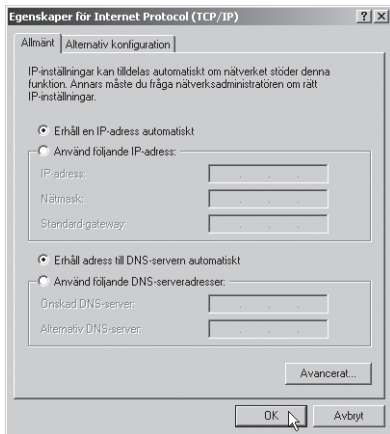 Egenskaper för Internet Protocol (TCP/IP)
Allmänt
Alternativ konfiguration
IP-inställningar kan tilldelas automatiskt om nätverket stöder denna
funktion. Annars måste du fråga nätverksadministratören om rätt
IP-inställningar.
Erhåll en IP-adress automatiskt
Använd följande IP-adress:
IP-adress:
Nätmask:
Standard-gateway:
Erhåll adress till DNS-servern automatiskt
Använd följande DNS-serveradresser:
Önskad DNS-server:
Alternativ DNS-server:
Avancerat...
OK
Avbryt